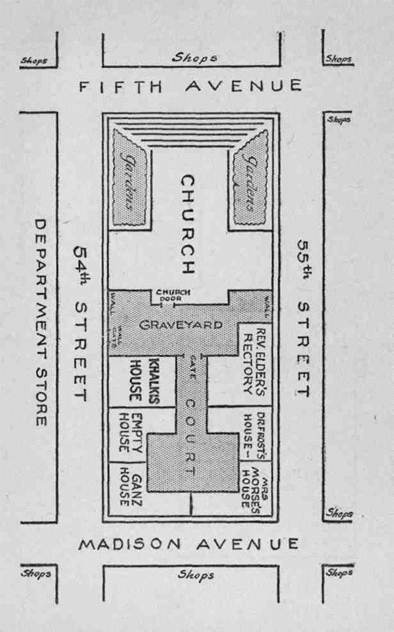 Shops
Shops
Shops
FIFTH AVENUE
Shops
Gardens
Gardens
CHURCH
DEPARTMENT STORE
54th STREET
55th STREET
CHURCH
DOOR
WALL
WALL
GRAVEYARD
WALL
GATE
GATE
KHALKIS
HOUSE
REV. ELDER'S
RECTORY
COURT
EMPTY
HOUSE
DR. FROST'S
HOUSE
GANZ
HOUSE
MRS
MORSE'S
HOUSE
Shops
MADISON AVENUE
Shops
Shops
Shops